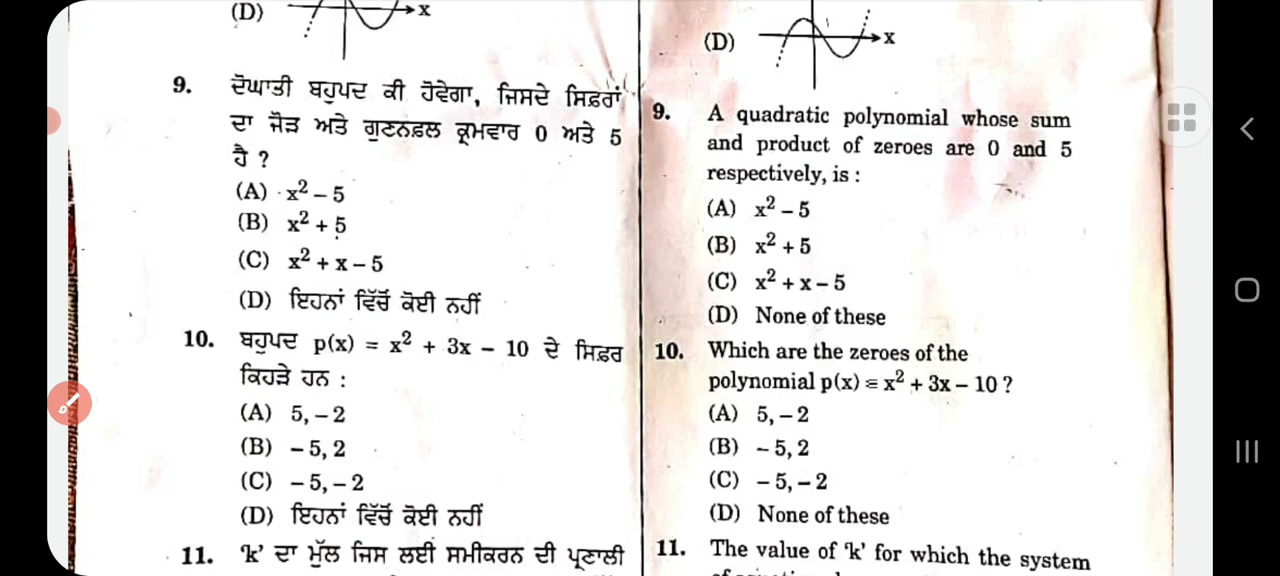 (D)
X
9. ਦੋਘਾਤੀ ਬਹੁਪਦ ਕੀ ਹੋਵੇਗਾ, ਜਿਸਦੇ ਸਿਫ਼ਰਾਂ
ਦਾ ਜੋੜ ਅਤੇ ਗੁਣਨਫ਼ਲ ਕ੍ਰਮਵਾਰ 0 ਅਤੇ 5
ਹੈ ?
(A) x² – 5
(B) x² + 5
(C) x² + x – 5
(D) ਇਹਨਾਂ ਵਿੱਚੋਂ ਕੋਈ ਨਹੀਂ
10. ਬਹੁਪਦ p(x) = x² + 3x – 10 ਦੇ ਸਿਫ਼ਰ
ਕਿਹੜੇ ਹਨ :
(A) 5, – 2
(B) – 5, 2
(C) – 5, – 2
(D) ਇਹਨਾਂ ਵਿੱਚੋਂ ਕੋਈ ਨਹੀਂ
11. ‘k’ ਦਾ ਮੁੱਲ ਜਿਸ ਲਈ ਸਮੀਕਰਨ ਦੀ ਪ੍ਰਣਾਲੀ
(D)
X
9. A quadratic polynomial whose sum
and product of zeroes are 0 and 5
respectively, is :
(A) x² – 5
(B) x² + 5
(C) x² + x – 5
(D) None of these
10. Which are the zeroes of the
polynomial p(x) = x² + 3x – 10 ?
(A) 5, – 2
(B) – 5, 2
(C) – 5, – 2
(D) None of these
11. The value of ‘k’ for which the system